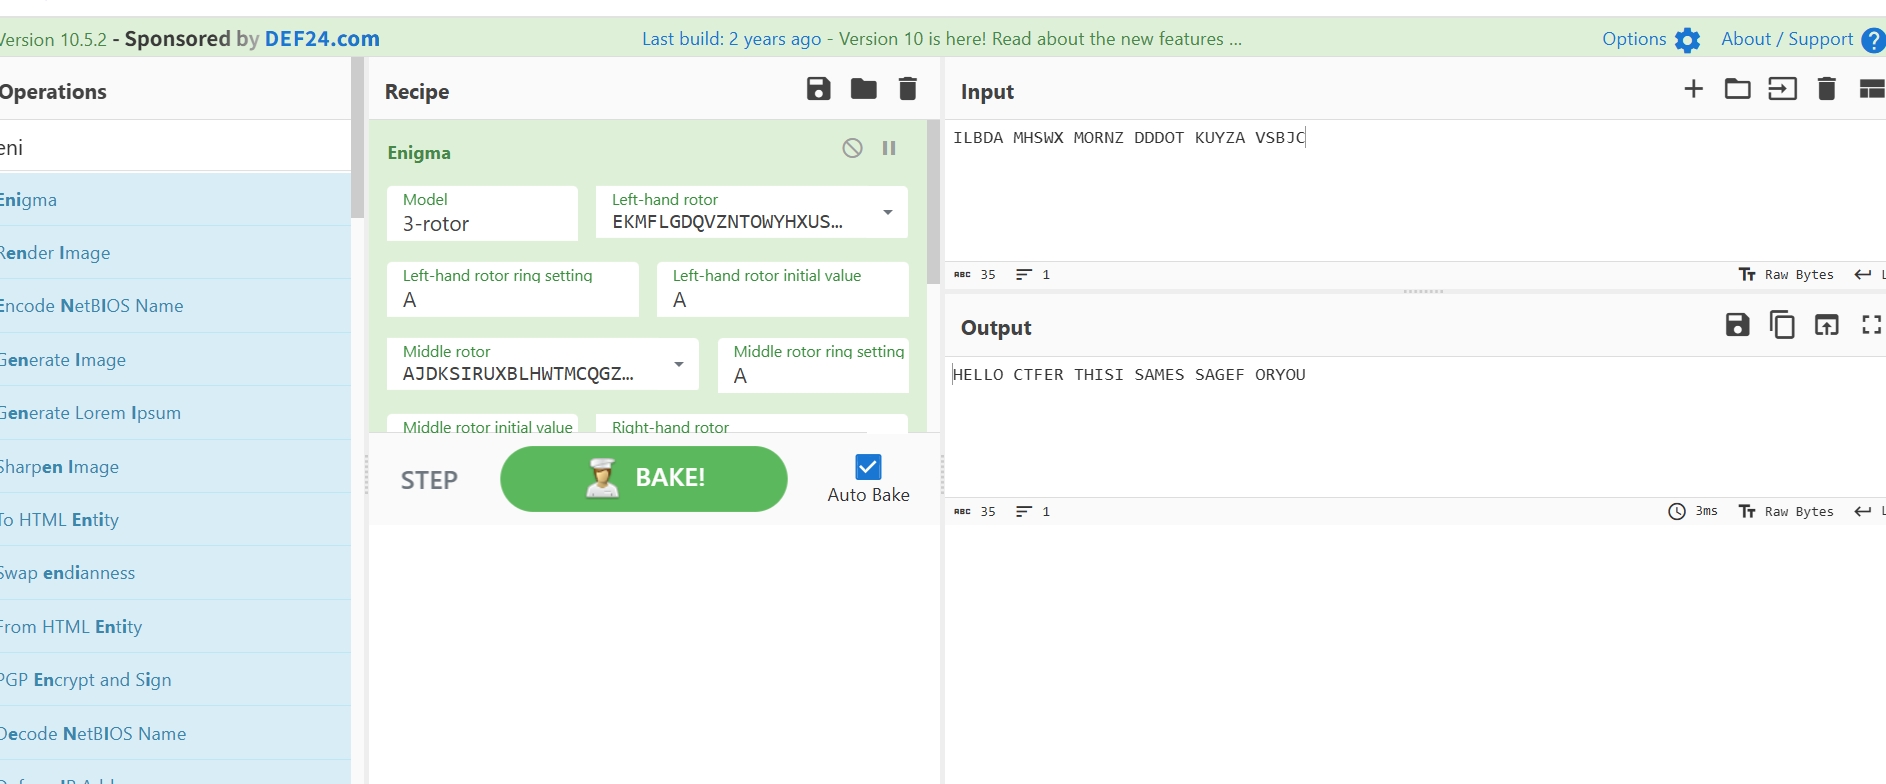 Version 10.5.2 - Sponsored by DEF24.com
Last build: 2 years ago - Version 10 is here! Read about the new features ...
Options
About / Support
Operations
eni
Enigma
Render Image
Encode NetBIOS Name
Generate Image
Generate Lorem Ipsum
Sharpen Image
To HTML Entity
Swap endianness
From HTML Entity
PGP Encrypt and Sign
Decode NetBIOS Name
Recipe
Enigma
Model
3-rotor
Left-hand rotor
EKMFLGDQVZNTOWYHXUS...
Left-hand rotor ring setting
A
Left-hand rotor initial value
A
Middle rotor
AJDKSIRUXBLHWTMCQGZ...
Middle rotor ring setting
A
Middle rotor initial value
Right-hand rotor
STEP
BAKE!
Auto Bake
Input
ILBDA MHSWX MORNZ DDDOT KUYZA VSBJC
ABC 35
1
Tт Raw Bytes
L
Output
HELLO CTFER THISI SAMES SAGEF ORYOU
ABC 35
1
3ms
Tт Raw Bytes
L